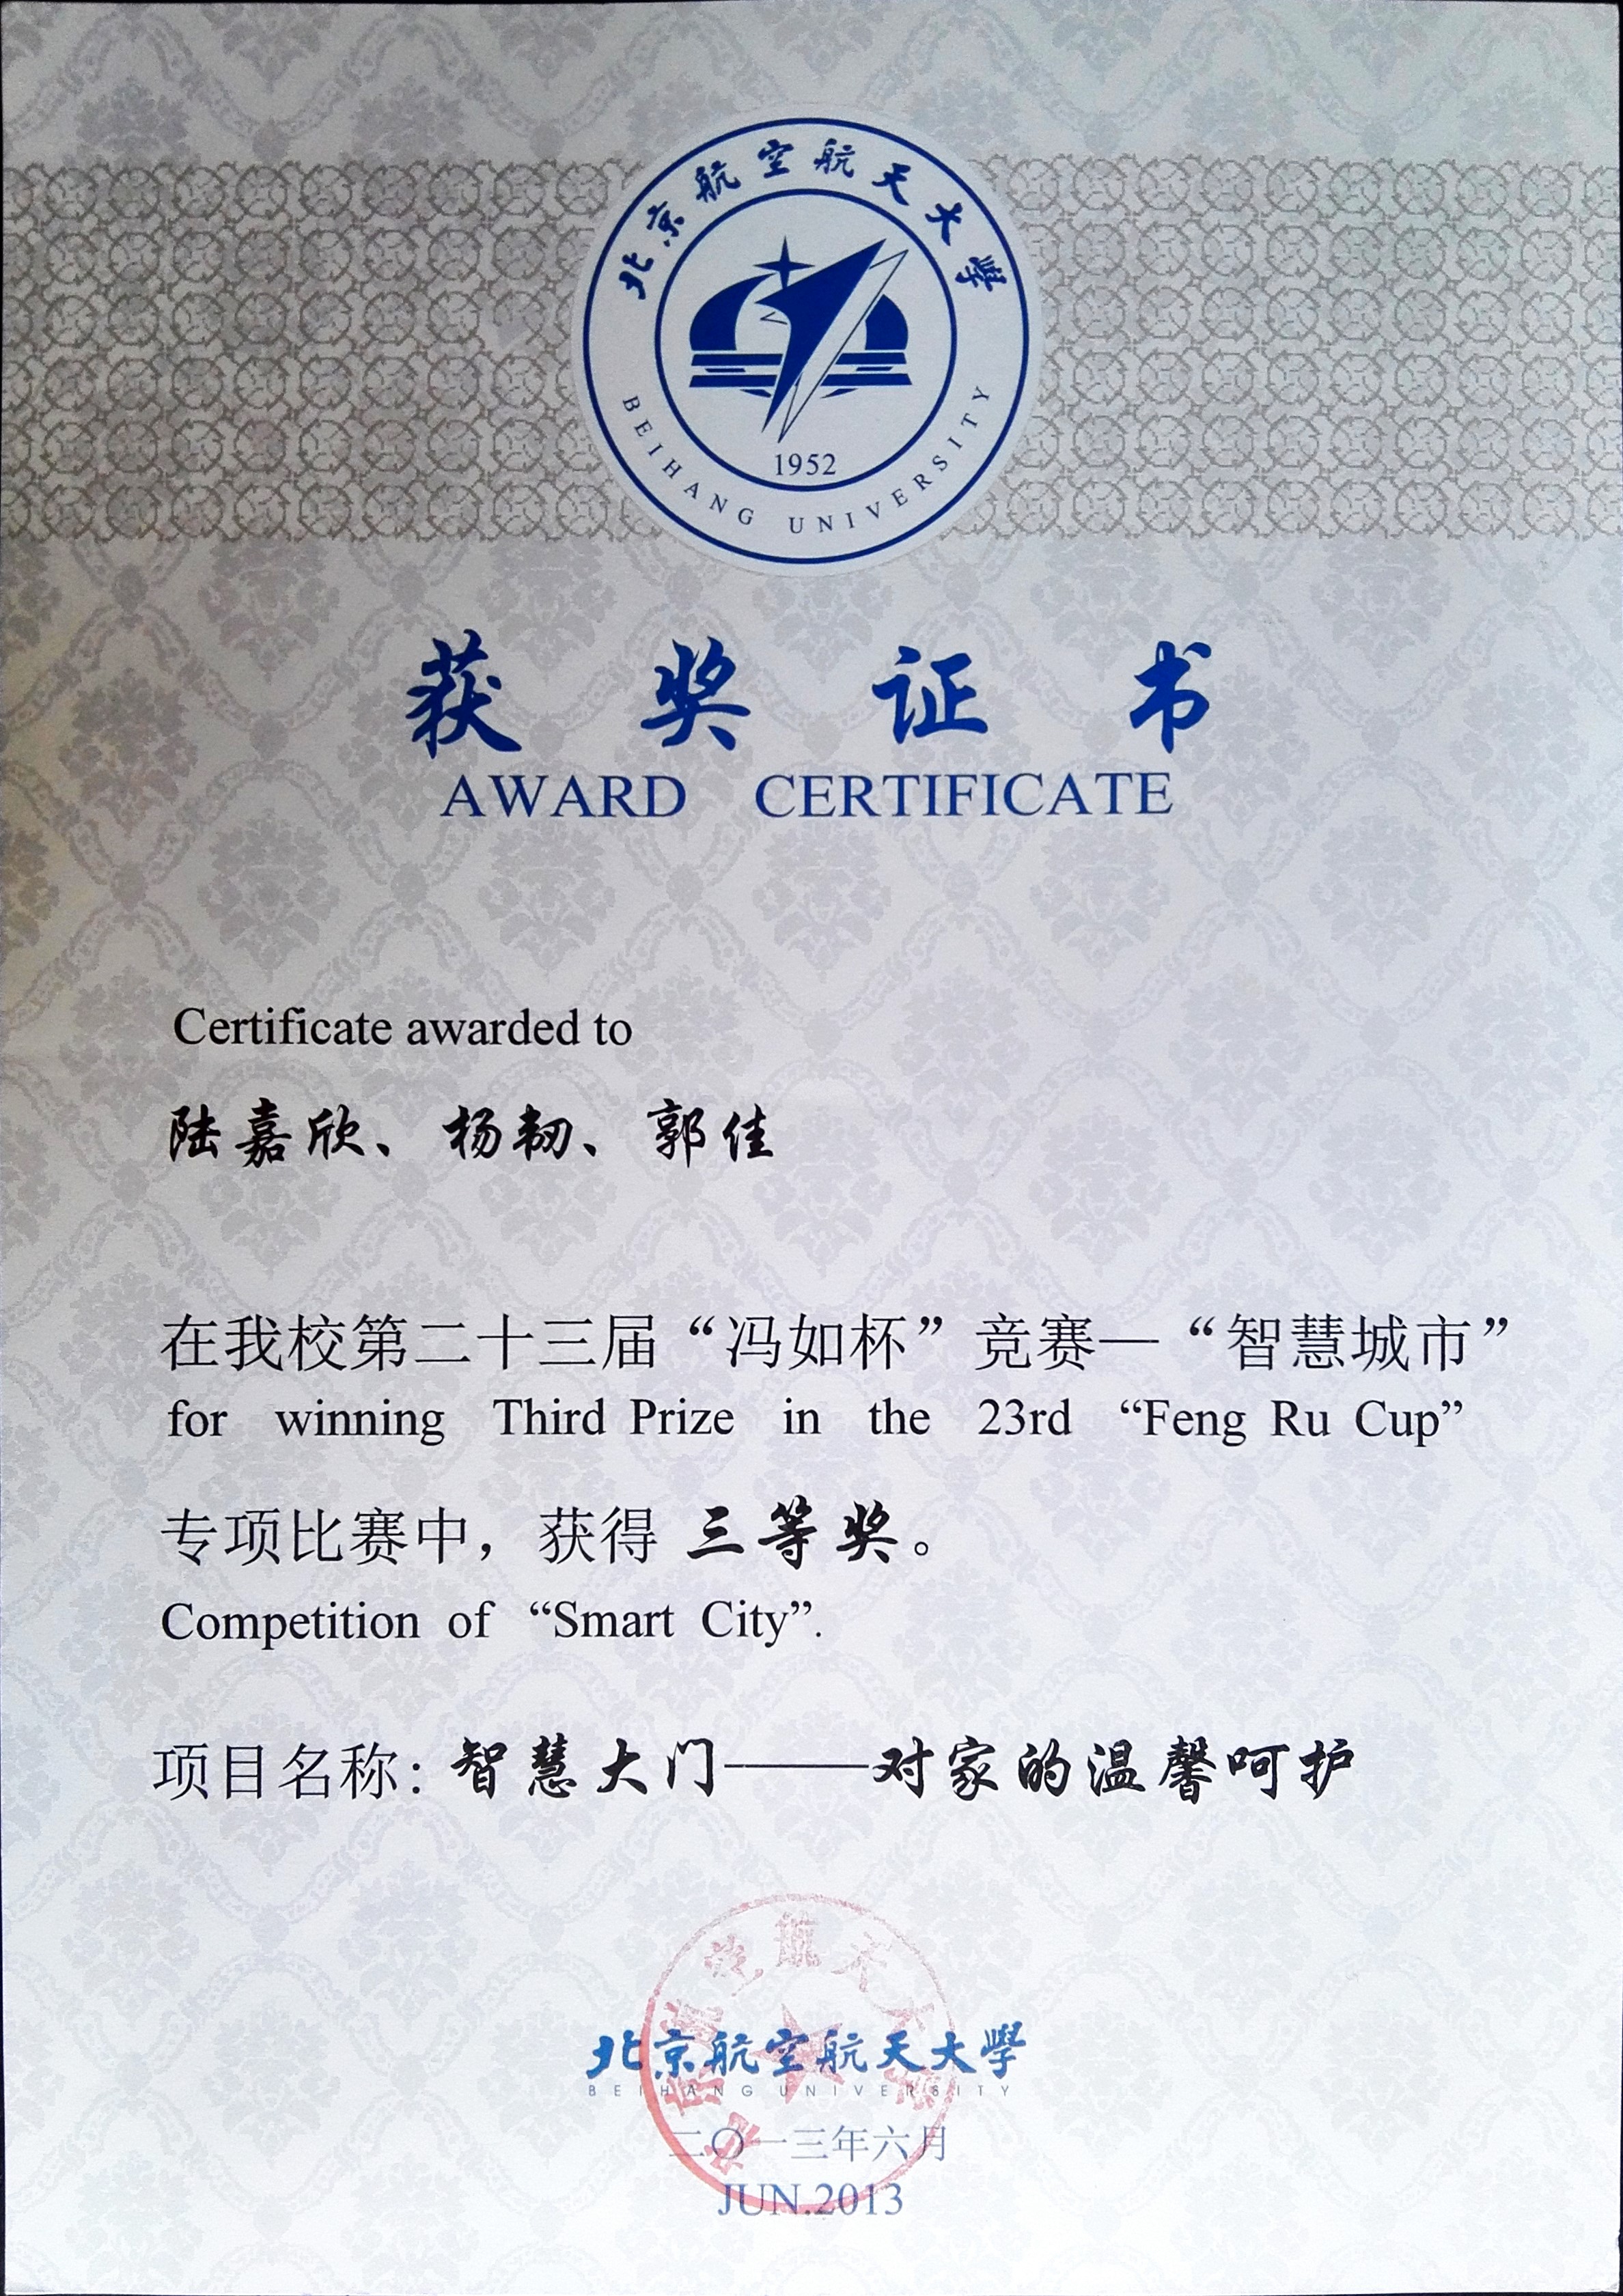 北京航空航天大學
1952
BEIHANG UNIVERSITY
获奖证书
AWARD CERTIFICATE
Certificate awarded to
陆嘉欣、杨韧、郭佳
在我校第二十三届“冯如杯”竞赛—“智慧城市”
for winning Third Prize in the 23rd “Feng Ru Cup”
专项比赛中，获得 三等奖。
Competition of “Smart City”.
项目名称：智慧大门——对家的温馨呵护
北京航空航天大學
BEIHANG UNIVERSITY
二〇一三年六月
JUN.2013